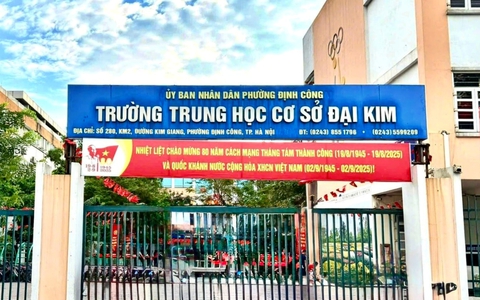 ỦY BAN NHÂN DÂN PHƯỜNG ĐỊNH CÔNG
TRƯỜNG TRUNG HỌC CƠ SỞ ĐẠI KIM
ĐỊA CHỈ: SỐ 280, KM2, ĐƯỜNG KIM GIANG, PHƯỜNG ĐỊNH CÔNG, TP. HÀ NỘI ĐT: (0243) 8551798 - (0243) 5599209
NHIỆT LIỆT CHÀO MỪNG 80 NĂM CÁCH MẠNG THÁNG TÁM THÀNH CÔNG (19/8/1945 - 19/8/2025)
VÀ QUỐC KHÁNH NƯỚC CỘNG HÒA XHCN VIỆT NAM (02/9/1945 - 02/9/2025)!